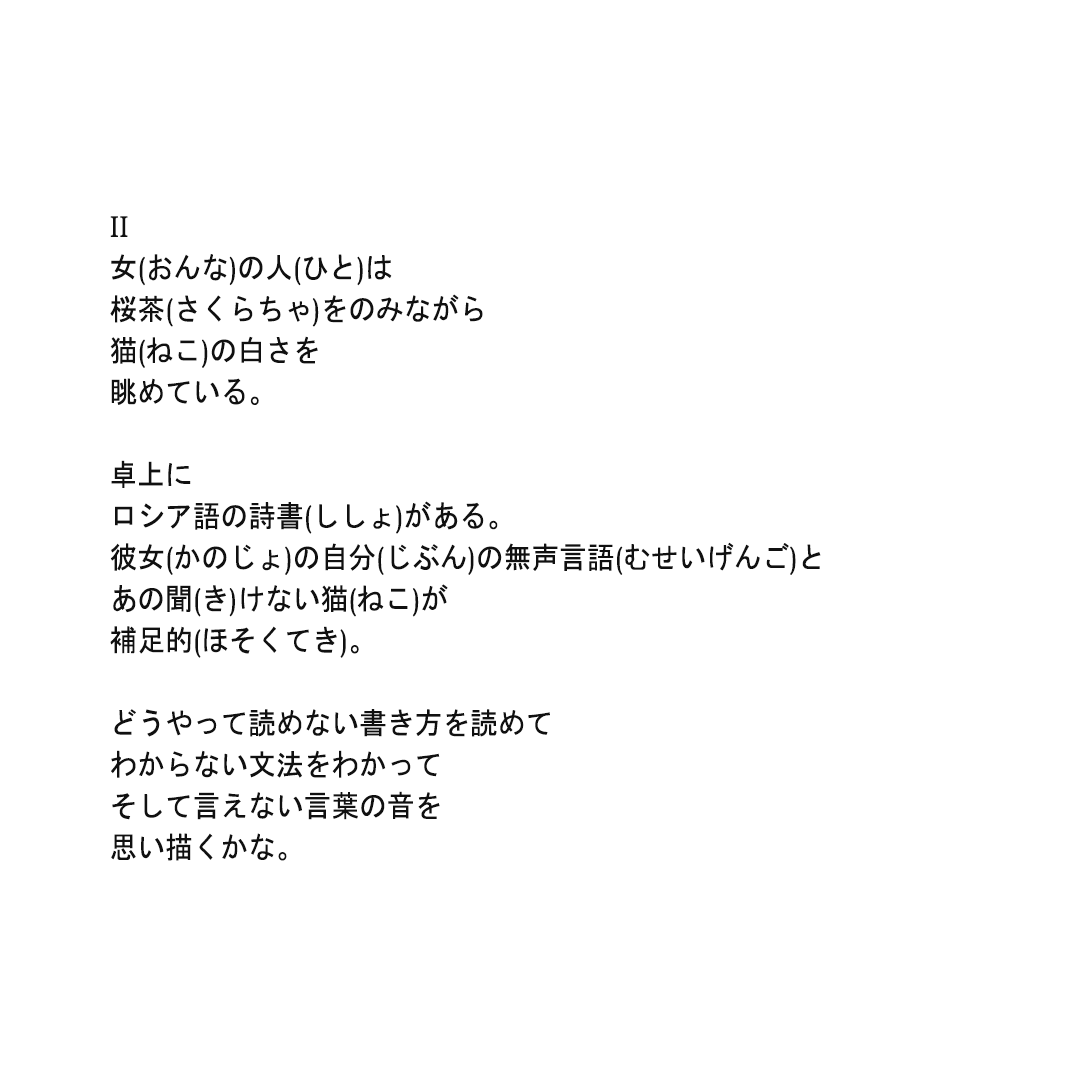 II
女(おんな)の人(ひと)は
桜茶(さくらちゃ)をのみながら
猫(ねこ)の白さを
眺めている。
卓上に
ロシア語の詩書(ししょ)がある。
彼女(かのじょ)の自分(じぶん)の無声言語(むせいげんご)と
あの聞(き)けない猫(ねこ)が
補足的(ほそくてき)。
どうやって読めない書き方を読めて
わからない文法をわかって
そして言えない言葉の音を
思い描くかな。